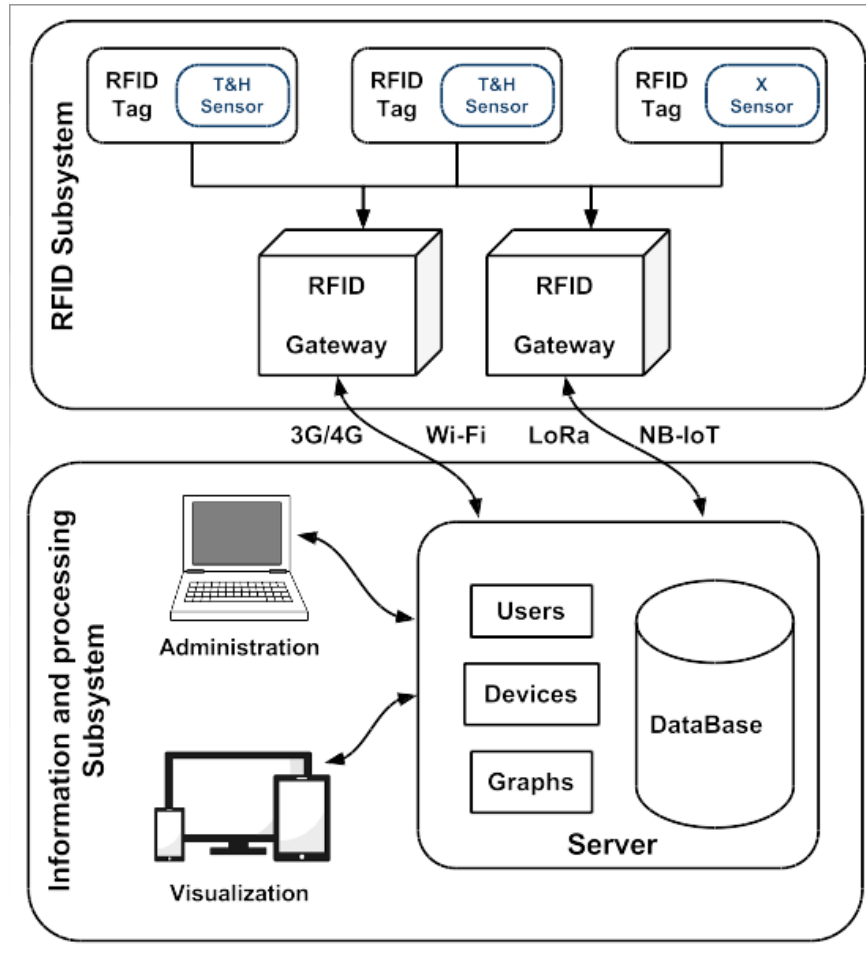 RFID Subsystem
RFID
Tag
T&H
Sensor
RFID
Tag
T&H
Sensor
RFID
Tag
X
Sensor
RFID
Gateway
RFID
Gateway
3G/4G
Wi-Fi
LoRa
NB-IoT
Information and processing
Subsystem
Administration
Visualization
Users
Devices
Graphs
DataBase
Server